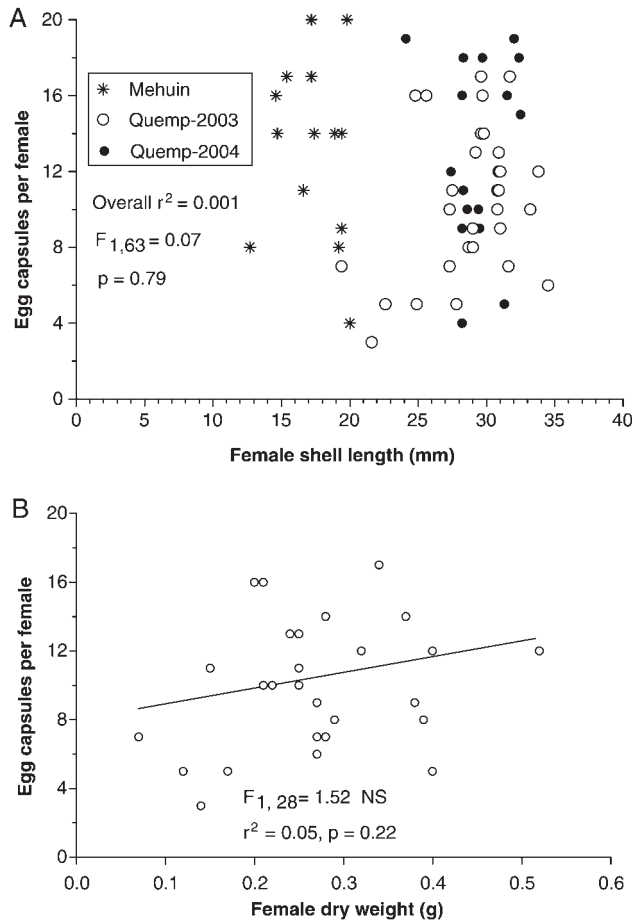 A
20
16
12
8
4
0
Egg capsules per female
Mehuin
Quemp-2003
Quemp-2004
Overall r² = 0.001
F1,63 = 0.07
p = 0.79
0 5 10 15 20 25 30 35 40
Female shell length (mm)
B
20
16
12
8
4
0
Egg capsules per female
F1, 28 = 1.52 NS
r² = 0.05, p = 0.22
0.0 0.1 0.2 0.3 0.4 0.5 0.6
Female dry weight (g)